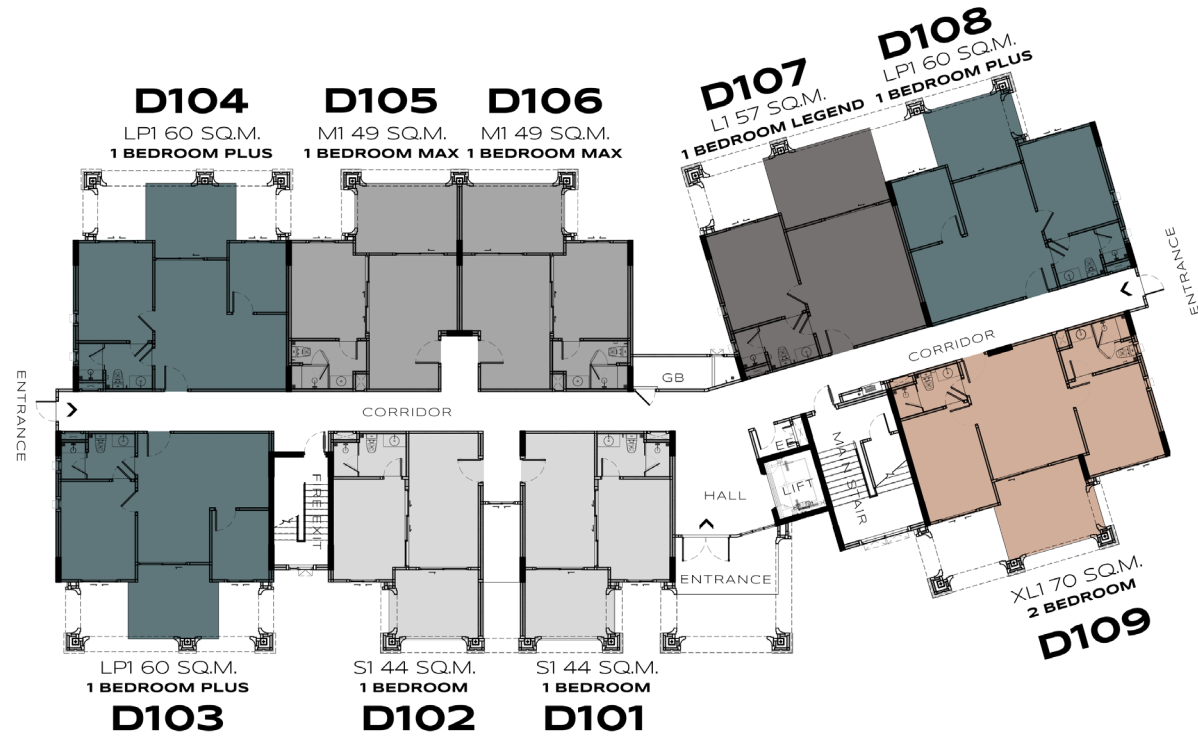 D104
LP1 60 SQ.M.
1 BEDROOM PLUS
D105
M1 49 SQ.M.
1 BEDROOM MAX
D106
M1 49 SQ.M.
1 BEDROOM MAX
D107
L1 57 SQ.M.
1 BEDROOM LEGEND
D108
LP1 60 SQ.M.
1 BEDROOM PLUS
ENTRANCE
CORRIDOR
GB
CORRIDOR
ENTRANCE
FIRE EXIT
HALL
ENTRANCE
EE
LIFT
MAIN STAIR
LP1 60 SQ.M.
1 BEDROOM PLUS
D103
S1 44 SQ.M.
1 BEDROOM
D102
S1 44 SQ.M.
1 BEDROOM
D101
XL1 70 SQ.M.
2 BEDROOM
D109